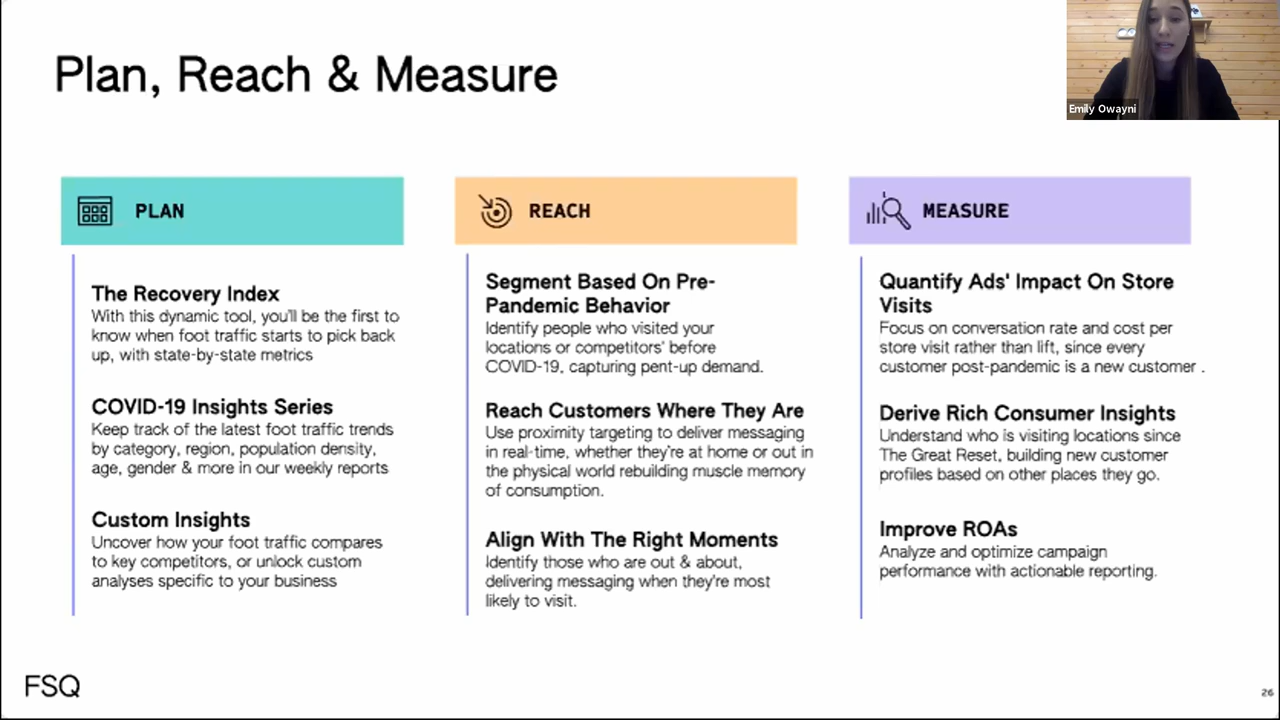 Plan, Reach & Measure
Emily Owayni
PLAN
The Recovery Index
With this dynamic tool, you'll be the first to
know when foot traffic starts to pick back
up, with state-by-state metrics
COVID-19 Insights Series
Keep track of the latest foot traffic trends
by category, region, population density,
age, gender & more in our weekly reports
Custom Insights
Uncover how your foot traffic compares
to key competitors, or unlock custom
analyses specific to your business
REACH
Segment Based On Pre-
Pandemic Behavior
Identify people who visited your
locations or competitors' before
COVID-19, capturing pent-up demand.
Reach Customers Where They Are
Use proximity targeting to deliver messaging
in real-time, whether they're at home or out in
the physical world rebuilding muscle memory
of consumption.
Align With The Right Moments
Identify those who are out & about,
delivering messaging when they're most
likely to visit.
MEASURE
Quantify Ads' Impact On Store
Visits
Focus on conversation rate and cost per
store visit rather than lift, since every
customer post-pandemic is a new customer .
Derive Rich Consumer Insights
Understand who is visiting locations since
The Great Reset, building new customer
profiles based on other places they go.
Improve ROAs
Analyze and optimize campaign
performance with actionable reporting.
FSQ
26